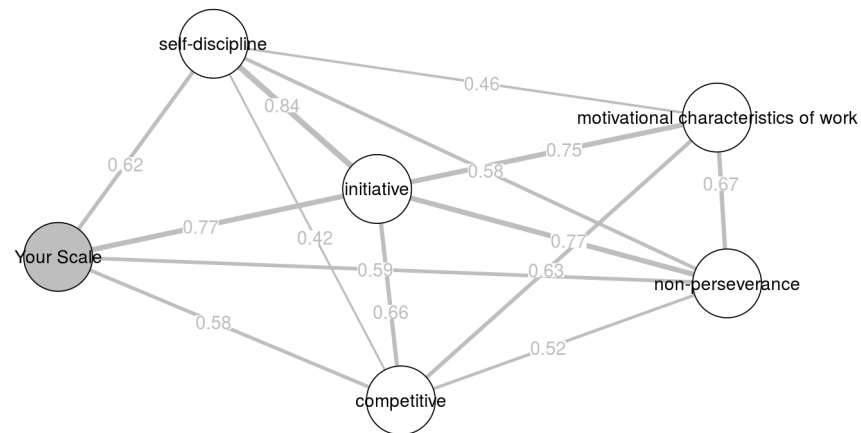 self-discipline
0.46
0.84
motivational characteristics of work
0.75
0.62
0.58
0.67
initiative
0.77
0.42
0.77
Your Scale
0.59
0.63
non-perseverance
0.66
0.58
0.52
competitive